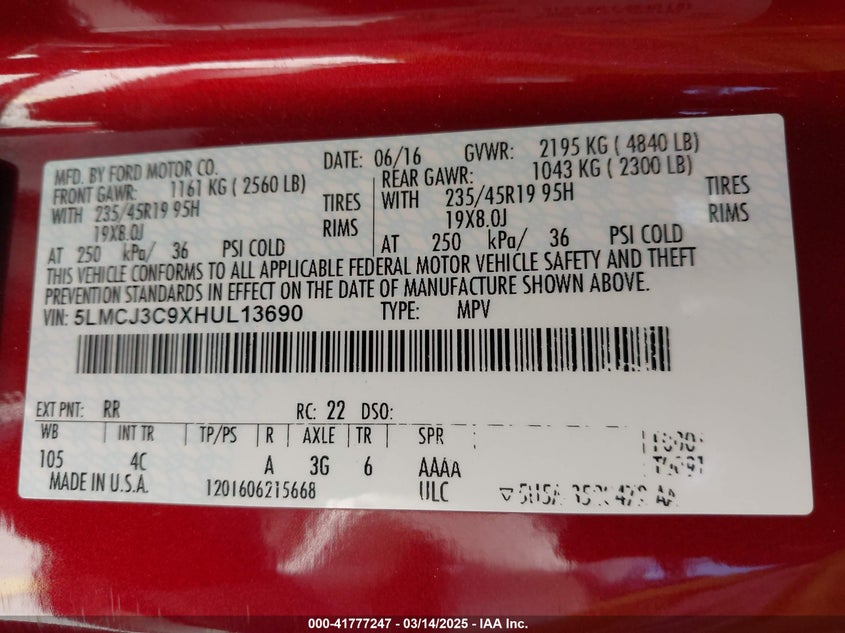 MFD. BY FORD MOTOR CO. DATE: 06/16 GVWR: 2195 KG ( 4840 LB)
FRONT GAWR: 1161 KG ( 2560 LB) REAR GAWR: 1043 KG ( 2300 LB)
WITH 235/45R19 95H TIRES WITH 235/45R19 95H TIRES
19X8.0J RIMS 19X8.0J RIMS
AT 250 kPa/ 36 PSI COLD AT 250 kPa/ 36 PSI COLD
THIS VEHICLE CONFORMS TO ALL APPLICABLE FEDERAL MOTOR VEHICLE SAFETY AND THEFT
PREVENTION STANDARDS IN EFFECT ON THE DATE OF MANUFACTURE SHOWN ABOVE.
VIN: 5LMCJ3C9XHUL13690 TYPE: MPV
EXT PNT: RR RC: 22 DSO:
WB INT TR TP/PS R AXLE TR SPR
105 4C A 3G 6 AAAA
MADE IN U.S.A. 1201606215668 ULC
000-41777247 - 03/14/2025 - IAA Inc.